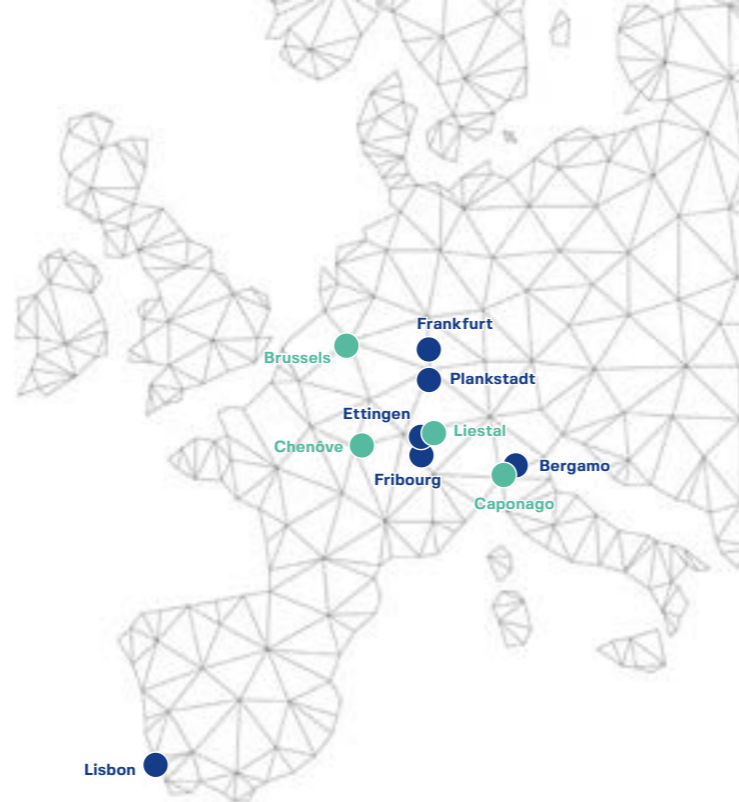 Frankfurt
Brussels
Plankstadt
Ettingen
Liestal
Chenôve
Bergamo
Fribourg
Caponago
Lisbon